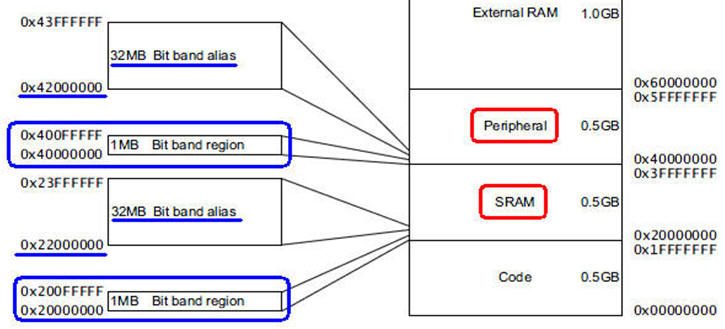 0x43FFFFFF
32MB Bit band alias
0x42000000
0x400FFFFF
1MB Bit band region
0x40000000
0x23FFFFFF
32MB Bit band alias
0x22000000
0x200FFFFF
1MB Bit band region
0x20000000
External RAM 1.0GB
0x60000000
0x5FFFFFFF
Peripheral 0.5GB
0x40000000
0x3FFFFFFF
SRAM 0.5GB
0x20000000
0x1FFFFFFF
Code 0.5GB
0x00000000